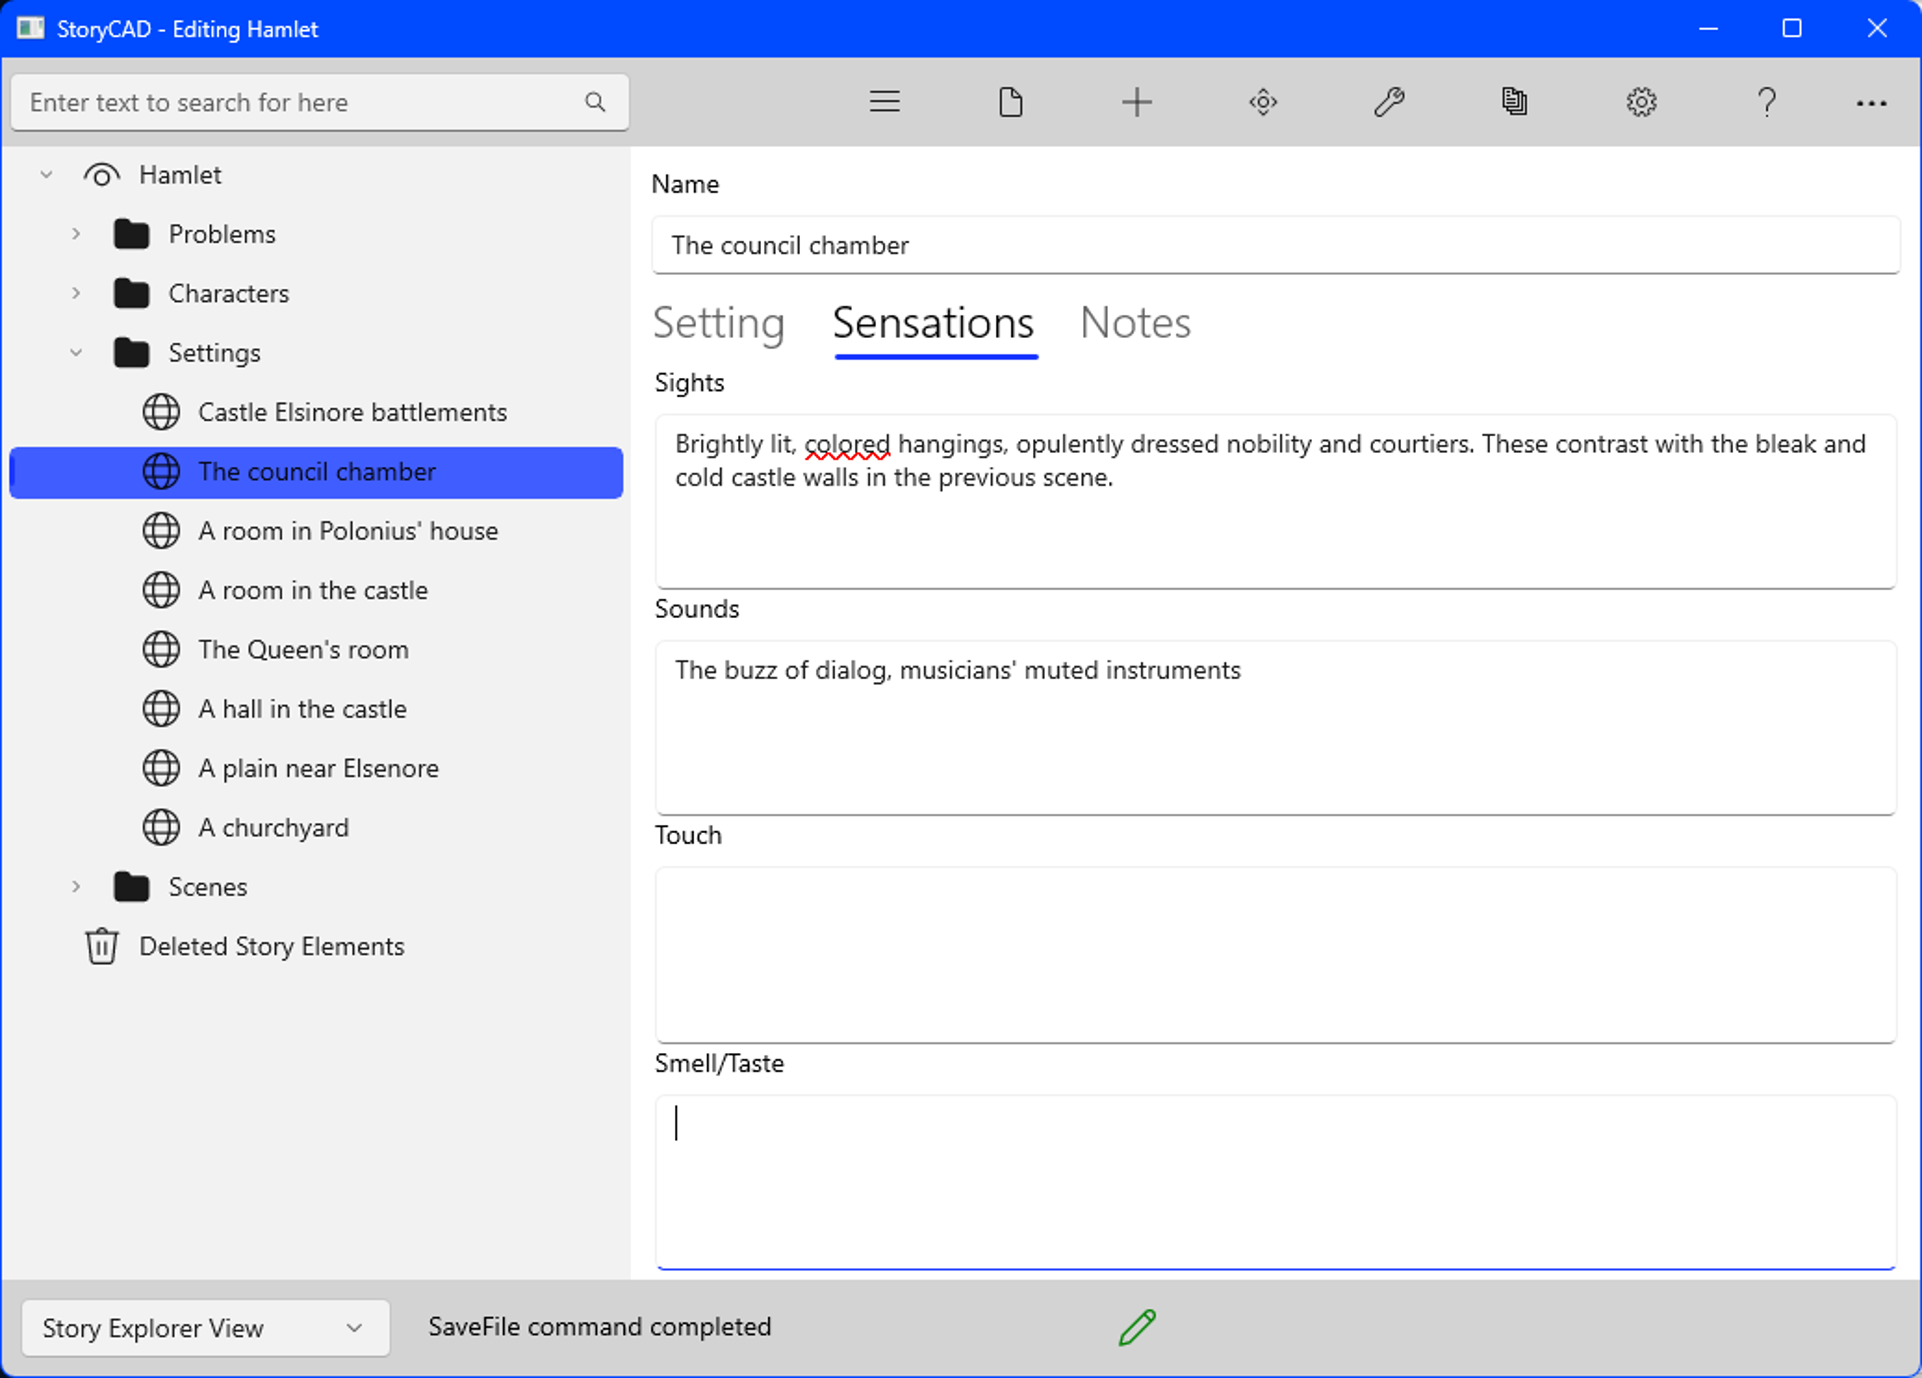 StoryCAD - Editing Hamlet
Enter text to search for here
Hamlet
Problems
Characters
Settings
Castle Elsinore battlements
The council chamber
A room in Polonius' house
A room in the castle
The Queen's room
A hall in the castle
A plain near Elsenore
A churchyard
Scenes
Deleted Story Elements
Name
The council chamber
Setting Sensations Notes
Sights
Brightly lit, colored hangings, opulently dressed nobility and courtiers. These contrast with the bleak and
cold castle walls in the previous scene.
Sounds
The buzz of dialog, musicians' muted instruments
Touch
Smell/Taste
Story Explorer View
SaveFile command completed